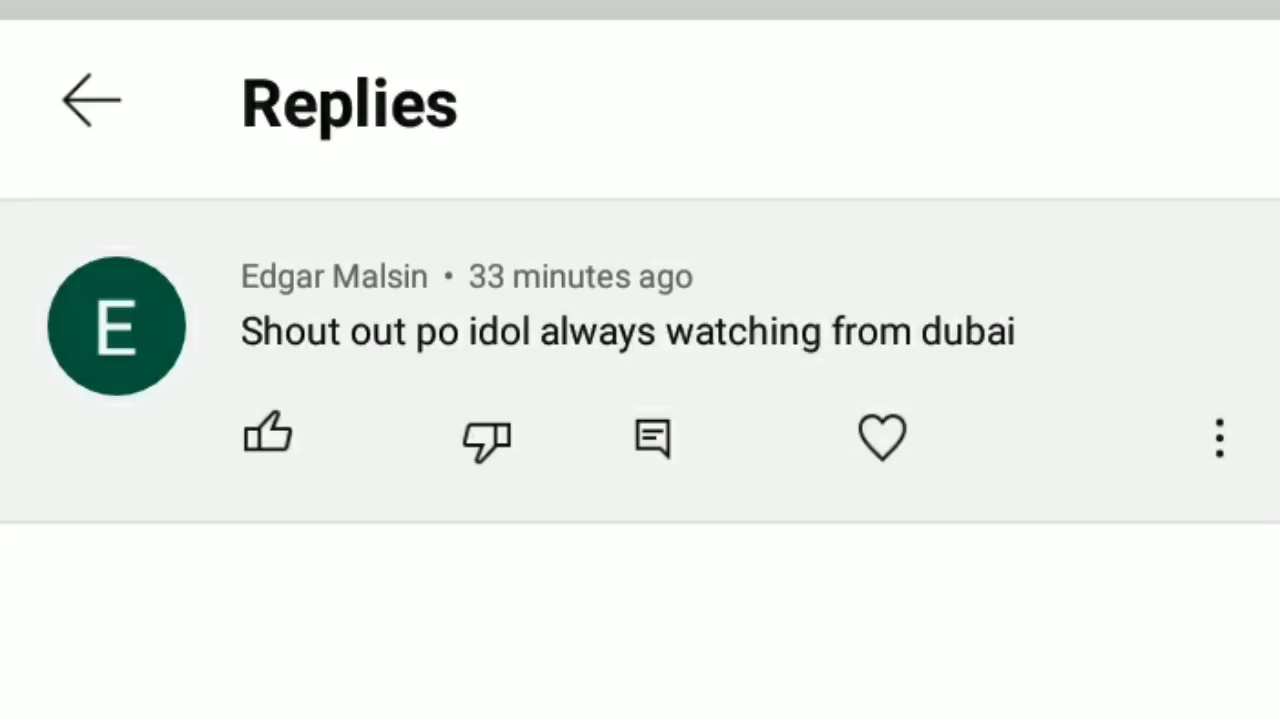 Replies
E
Edgar Malsin • 33 minutes ago
Shout out po idol always watching from dubai